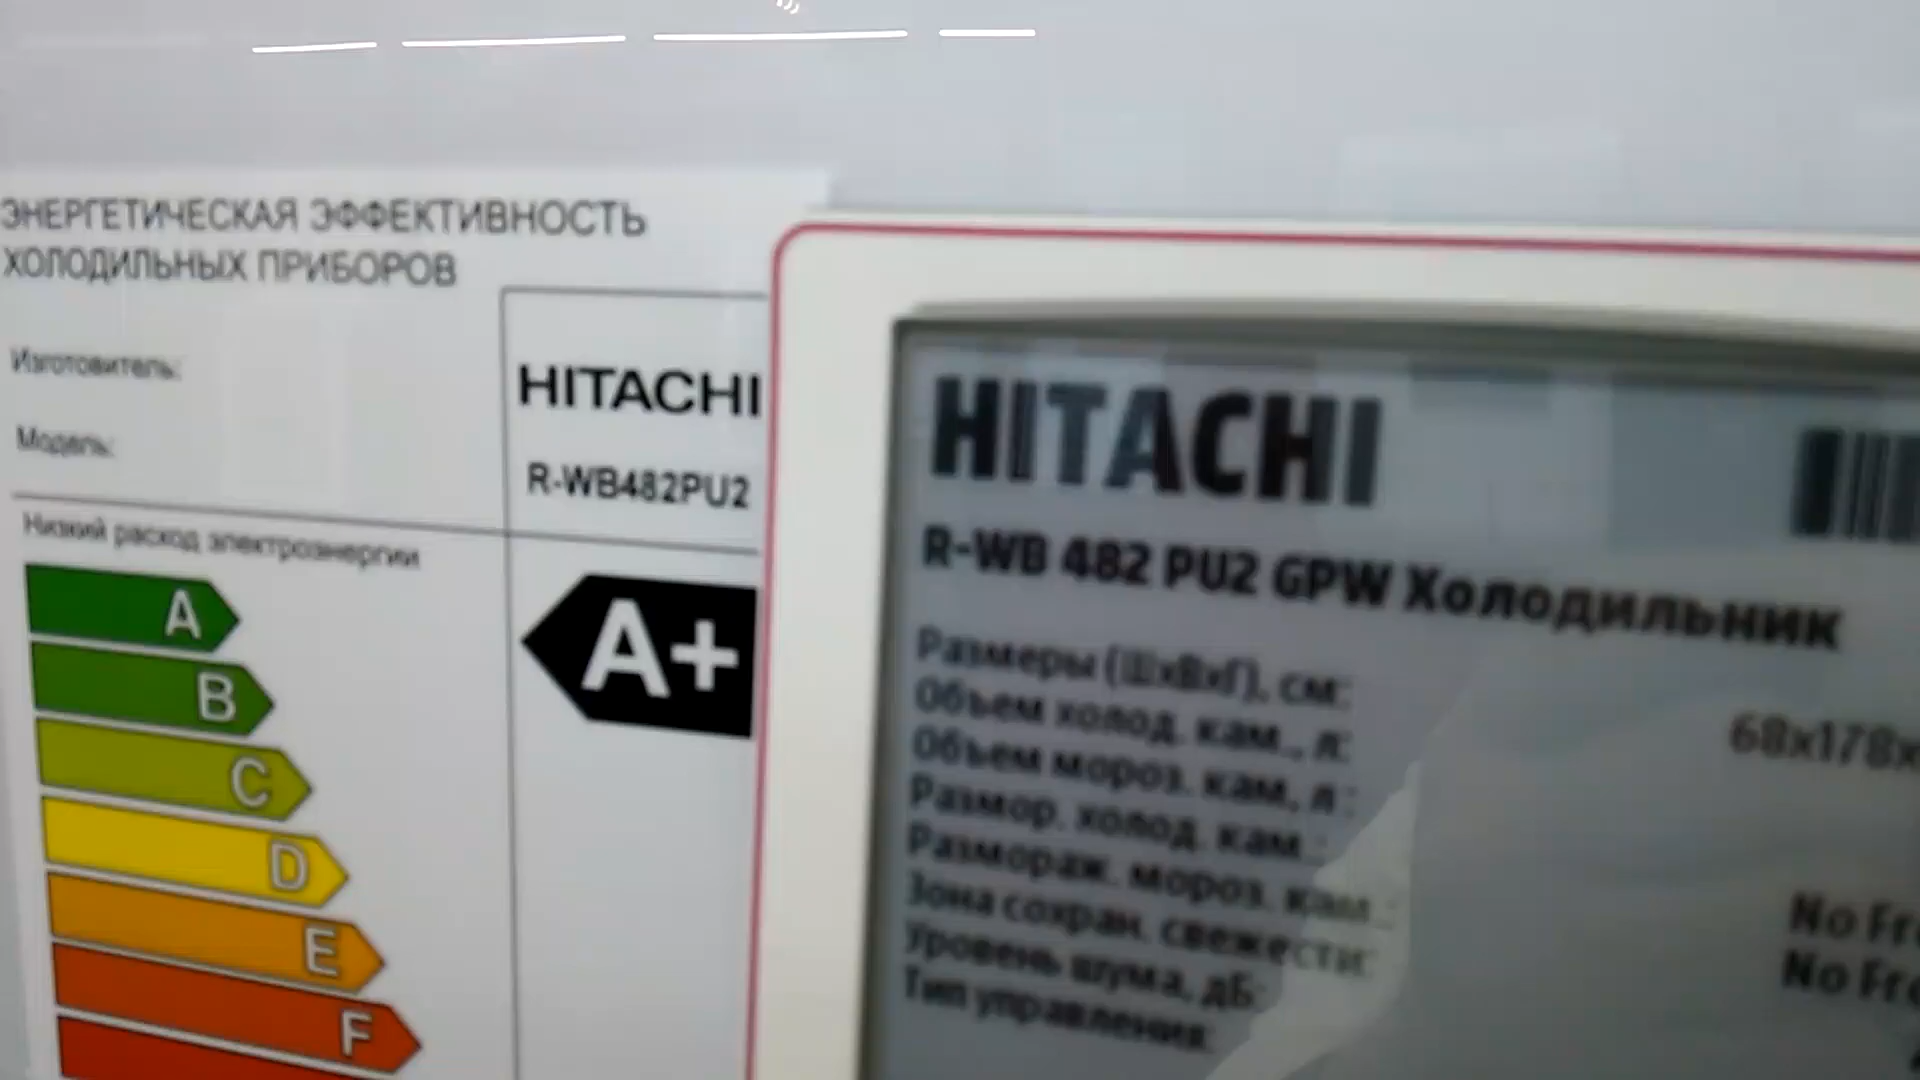 ЭНЕРГЕТИЧЕСКАЯ ЭФФЕКТИВНОСТЬ
ХОЛОДИЛЬНЫХ ПРИБОРОВ
Изготовитель:
HITACHI
Модель:
R-WB482PU2
Низкий расход электроэнергии
A
B
C
D
E
F
A+
HITACHI
R-WB 482 PU2 GPW Холодильник
Размеры (ШхВхГ), см:
68x178x
Объем холод. кам., л:
Объем мороз. кам, л :
Размор. холод. кам.:
No
Размораж. мороз. кам.:
No
Зона сохран. свежести:
Уровень шума, дБ:
Тип управления: